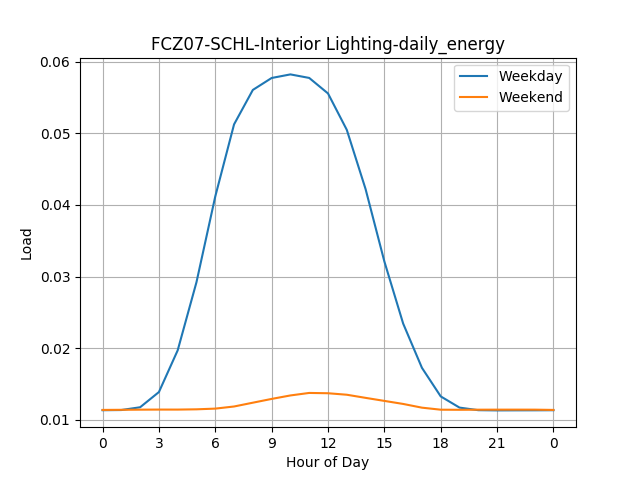 FCZ07-SCHL-Interior Lighting-daily_energy
Weekday
Weekend
0.06
0.05
0.04
0.03
0.02
0.01
Load
0 3 6 9 12 15 18 21 0
Hour of Day